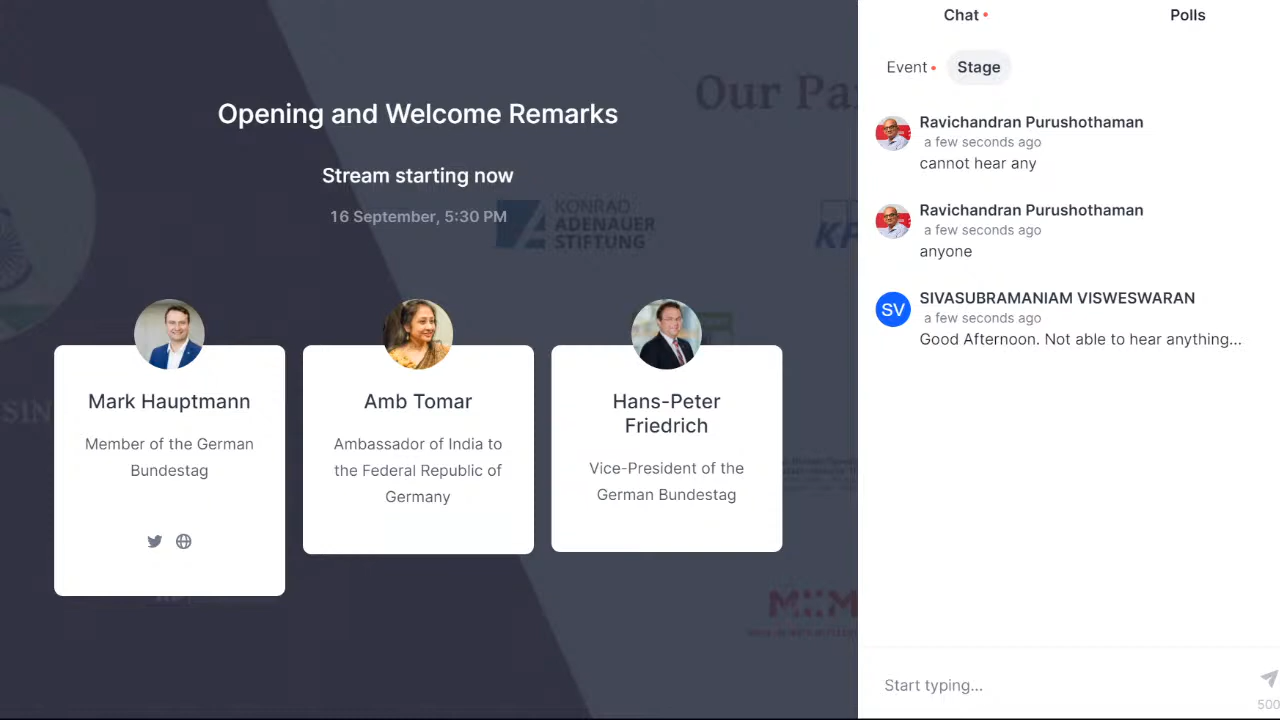 Chat
Polls
Event
Stage
Our Pa
Opening and Welcome Remarks
Stream starting now
16 September, 5:30 PM
KONRAD
ADENAUER
STIFTUNG
Mark Hauptmann
Member of the German
Bundestag
Amb Tomar
Ambassador of India to
the Federal Republic of
Germany
Hans-Peter
Friedrich
Vice-President of the
German Bundestag
Ravichandran Purushothaman
a few seconds ago
cannot hear any
Ravichandran Purushothaman
a few seconds ago
anyone
SV
SIVASUBRAMANIAM VISWESWARAN
a few seconds ago
Good Afternoon. Not able to hear anything...
Start typing...
500